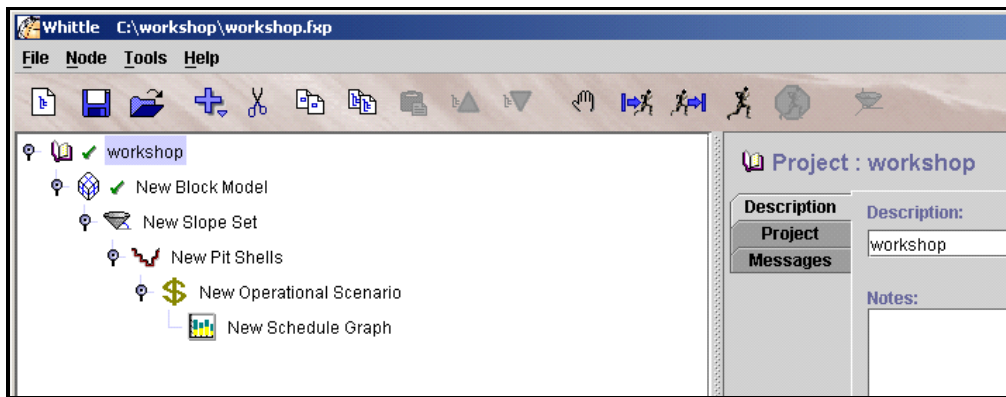 Whittle C:\workshop\workshop.fxp
File Node Tools Help
workshop
New Block Model
New Slope Set
New Pit Shells
New Operational Scenario
New Schedule Graph
Project : workshop
Description
Project
Messages
Description:
workshop
Notes: